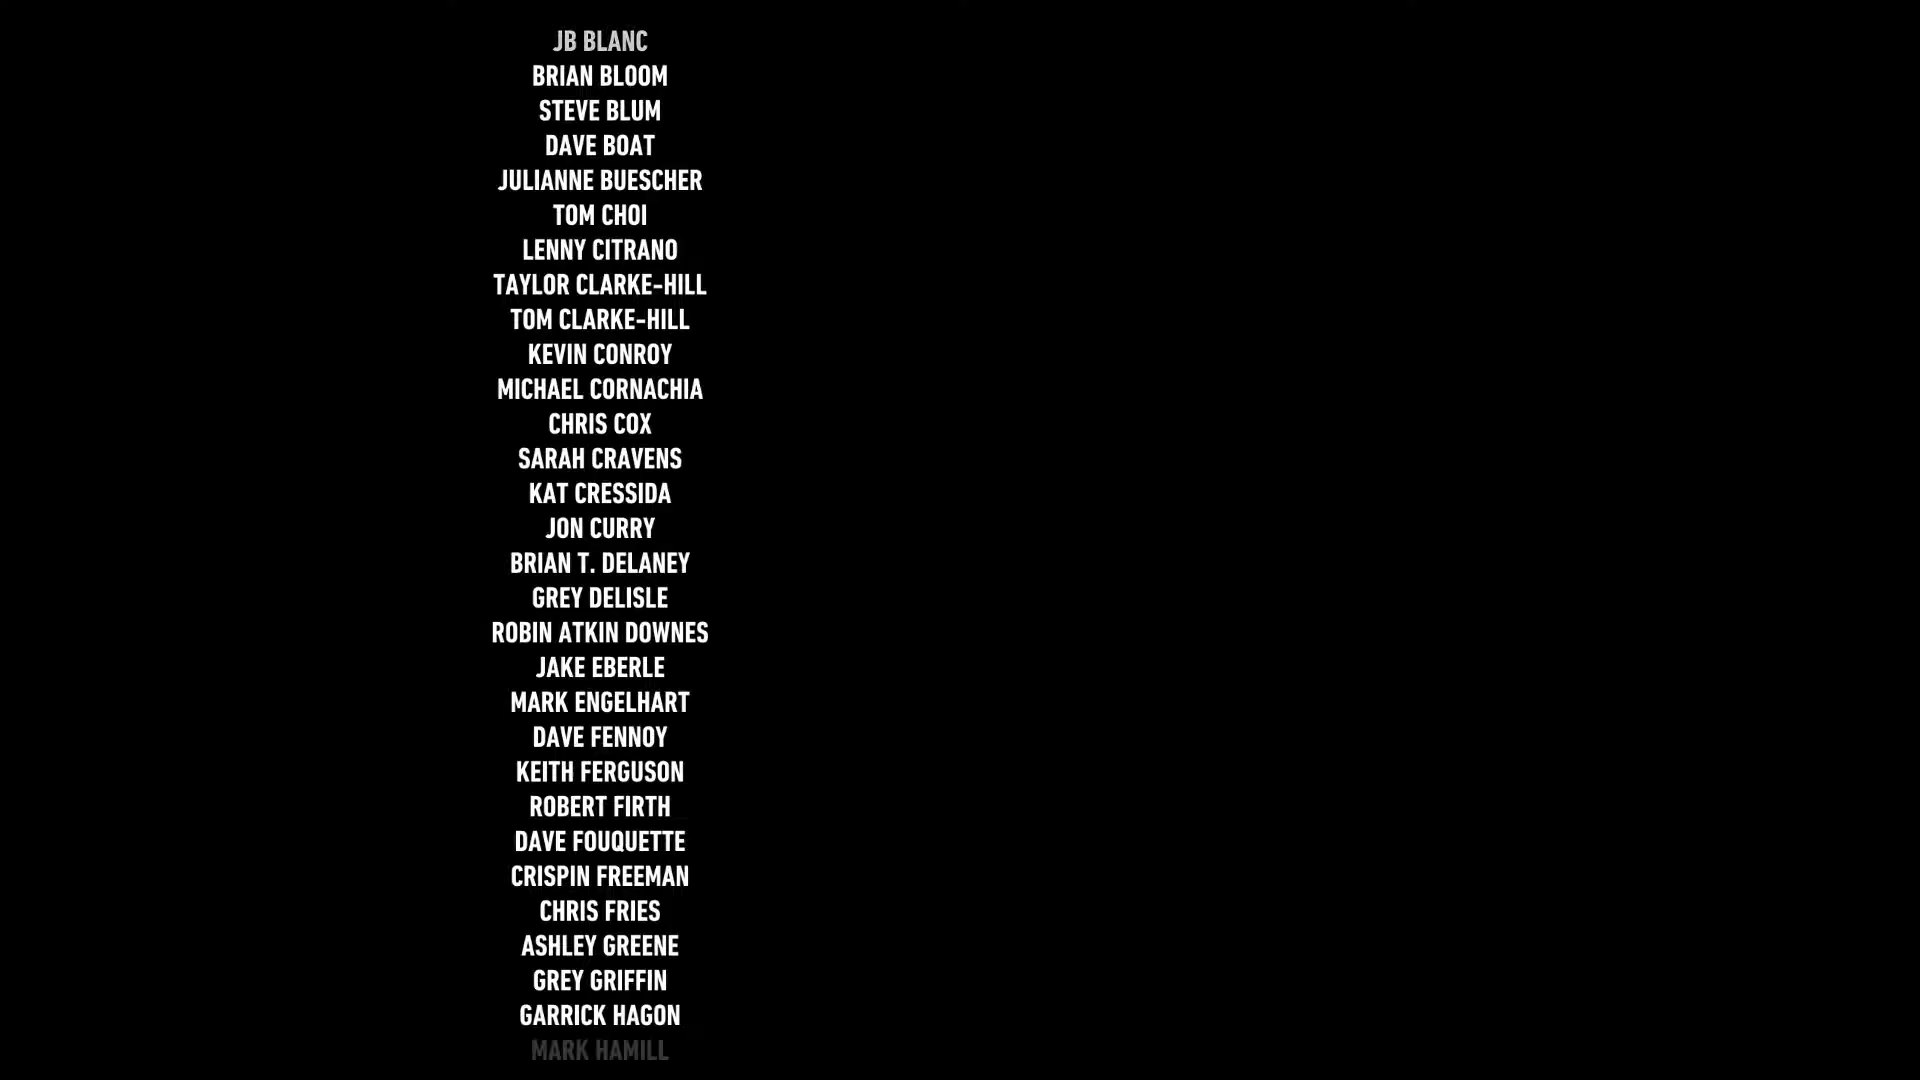 JB BLANC
BRIAN BLOOM
STEVE BLUM
DAVE BOAT
JULIANNE BUESCHER
TOM CHOI
LENNY CITRANO
TAYLOR CLARKE-HILL
TOM CLARKE-HILL
KEVIN CONROY
MICHAEL CORNACHIA
CHRIS COX
SARAH CRAVENS
KAT CRESSIDA
JON CURRY
BRIAN T. DELANEY
GREY DELISLE
ROBIN ATKIN DOWNES
JAKE EBERLE
MARK ENGELHART
DAVE FENNOY
KEITH FERGUSON
ROBERT FIRTH
DAVE FOUQUETTE
CRISPIN FREEMAN
CHRIS FRIES
ASHLEY GREENE
GREY GRIFFIN
GARRICK HAGON
MARK HAMILL